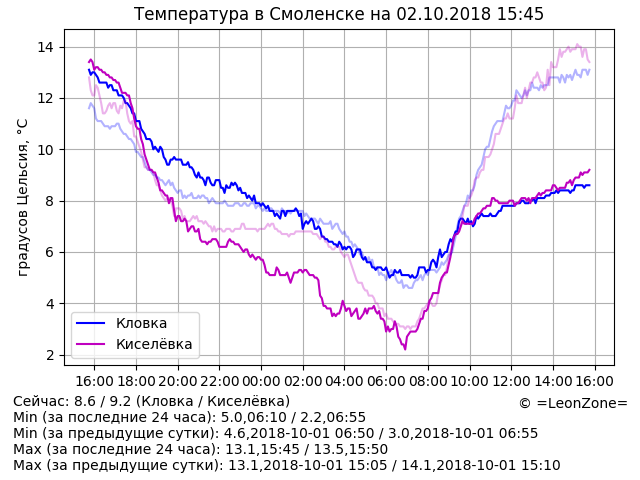 Температура в Смоленске на 02.10.2018 15:45
градусов Цельсия, °C
14
12
10
8
6
4
2
Кловка
Киселёвка
16:00 18:00 20:00 22:00 00:00 02:00 04:00 06:00 08:00 10:00 12:00 14:00 16:00
Сейчас: 8.6 / 9.2 (Кловка / Киселёвка)
© =LeonZone=
Min (за последние 24 часа): 5.0,06:10 / 2.2,06:55
Min (за предыдущие сутки): 4.6,2018-10-01 06:50 / 3.0,2018-10-01 06:55
Max (за последние 24 часа): 13.1,15:45 / 13.5,15:50
Max (за предыдущие сутки): 13.1,2018-10-01 15:05 / 14.1,2018-10-01 15:10